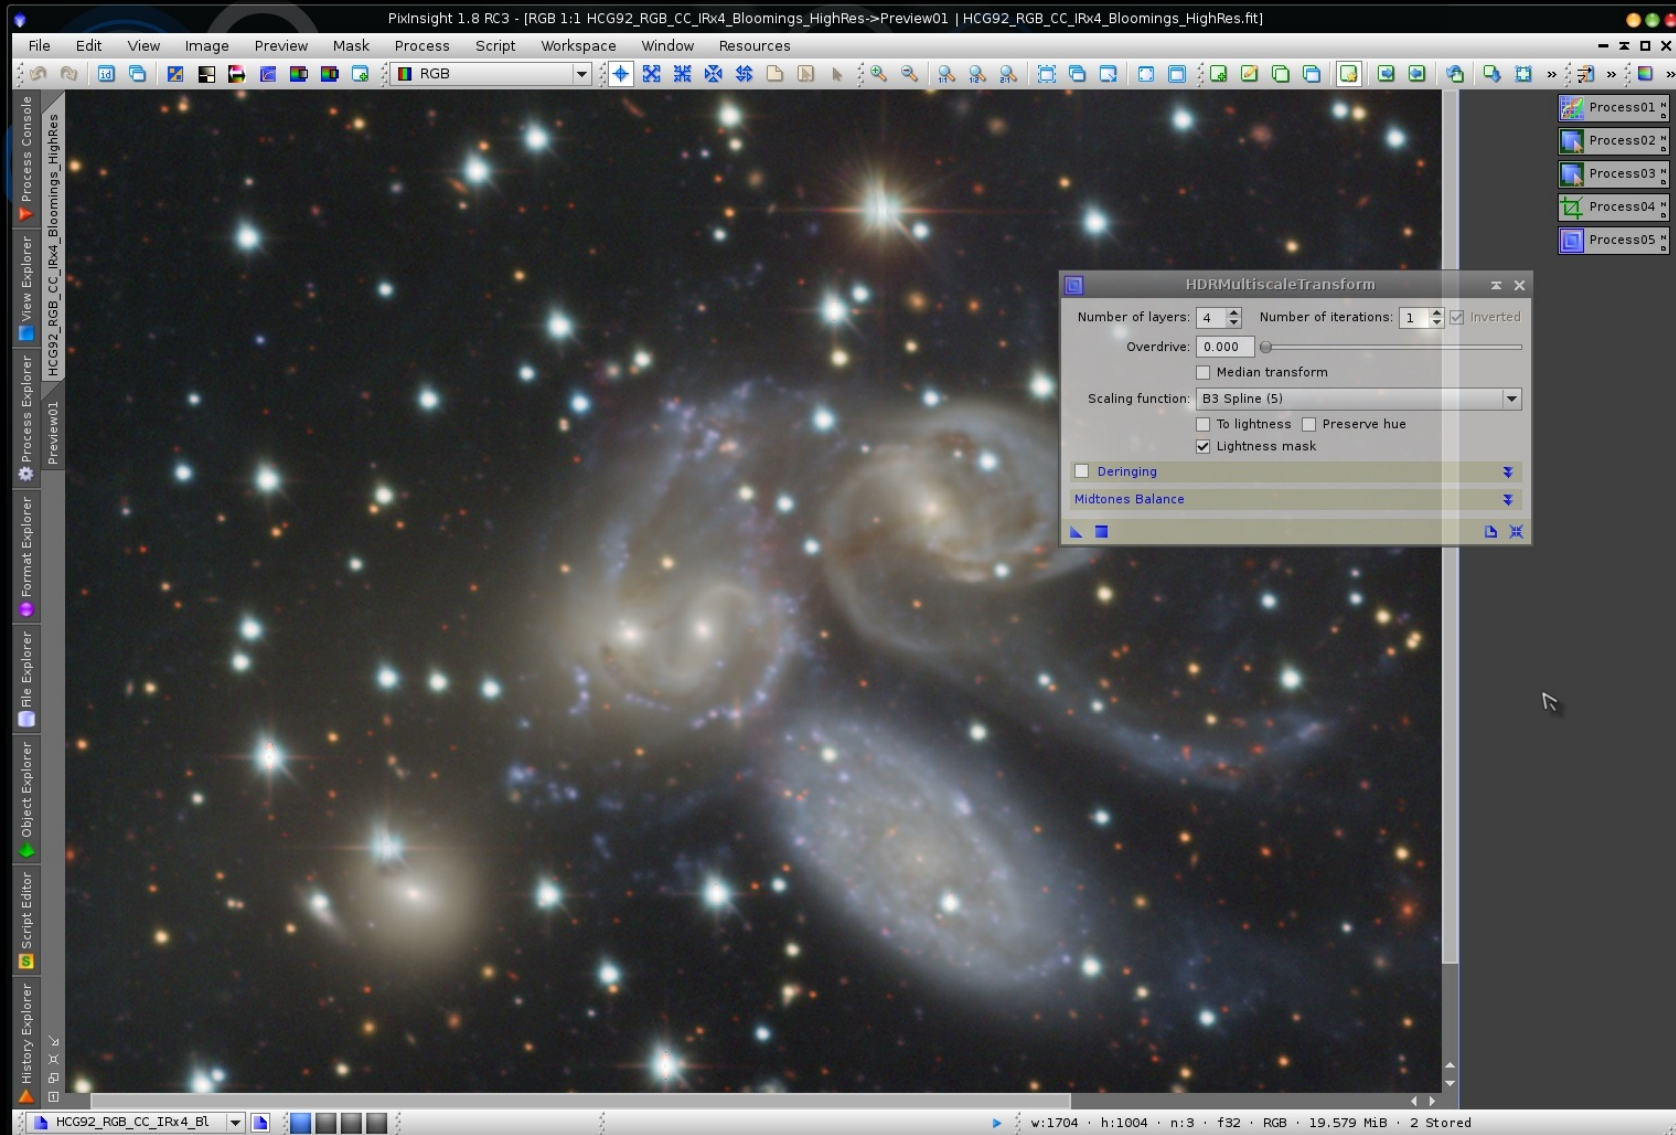 PixInsight 1.8 RC3 - [RGB 1:1 HCG92_RGB_CC_IRx4_Bloomings_HighRes->Preview01 | HCG92_RGB_CC_IRx4_Bloomings_HighRes.fit]
File Edit View Image Preview Mask Process Script Workspace Window Resources
RGB
Process Console
View Explorer
Process Explorer
Format Explorer
File Explorer
Object Explorer
Script Editor
History Explorer
HCG92_RGB_CC_IRx4_Bloomings_HighRes
Preview01
Process01
Process02
Process03
Process04
Process05
HDRMultiscaleTransform
Number of layers: 4 Number of iterations: 1 Inverted
Overdrive: 0.000
Median transform
Scaling function: B3 Spline (5)
To lightness Preserve hue
Lightness mask
Deringing
Midtones Balance
HCG92_RGB_CC_IRx4_Bl
w:1704 · h:1004 · n:3 · f32 · RGB · 19.579 MiB · 2 Stored